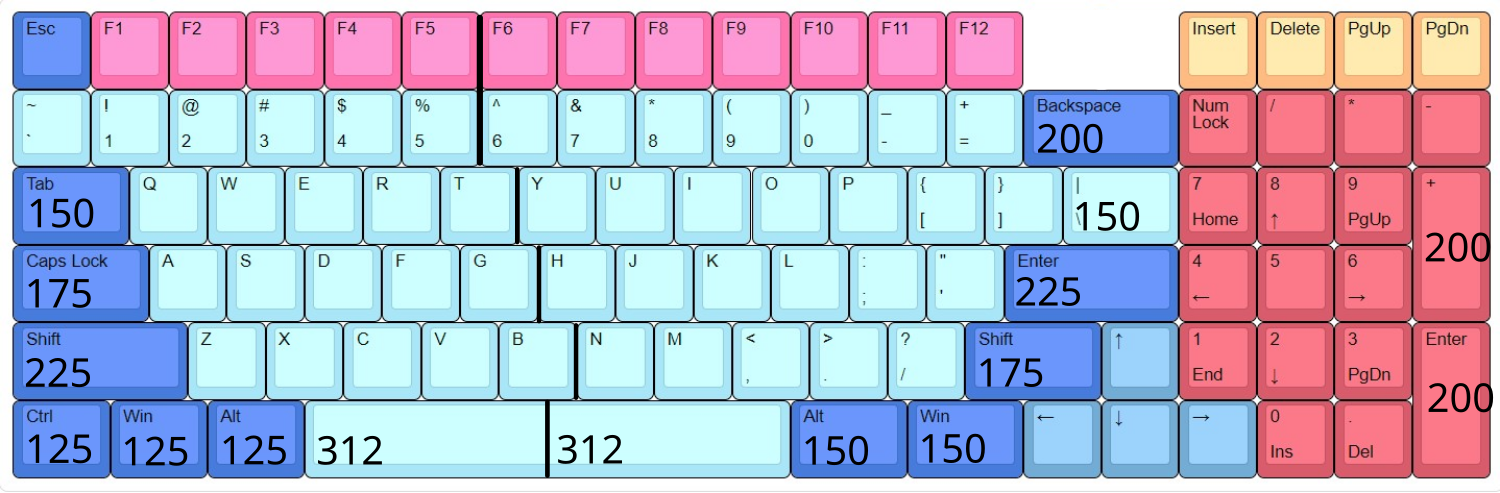 Esc F1 F2 F3 F4 F5 F6 F7 F8 F9 F10 F11 F12 Insert Delete PgUp PgDn
~ ! @ # $ % ^ & * ( ) _ + Backspace Num / * -
Lock
` 1 2 3 4 5 6 7 8 9 0 - = 200
Tab Q W E R T Y U I O P { } | 7 8 9 +
150 [ ] \ 150 Home ↑ PgUp
200
Caps Lock A S D F G H J K L : " Enter 4 5 6
175 ; ' 225 ← →
Shift Z X C V B N M < > ? Shift ↑ 1 2 3 Enter
225 , . / 175 End ↓ PgDn
200
Ctrl Win Alt Alt Win ← ↓ → 0 .
125 125 125 312 312 150 150 Ins Del